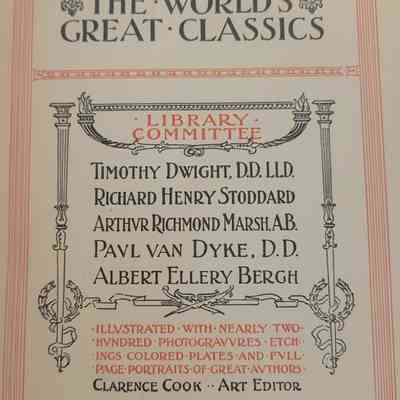 THE · WORLD'S
GREAT · CLASSICS
· LIBRARY ·
COMMITTEE
TIMOTHY DWIGHT, D.D. LL.D.
RICHARD HENRY STODDARD
ARTHVR RICHMOND MARSH, A.B.
PAVL VAN DYKE, D.D.
ALBERT ELLERY BERGH
· ILLVSTRATED · WITH · NEARLY · TWO ·
HVNDRED · PHOTOGRAVVRES · ETCH
INGS · COLORED · PLATES · AND · FVLL ·
PAGE · PORTRAITS · OF · GREAT · AVTHORS ·
CLARENCE COOK · · ART EDITOR